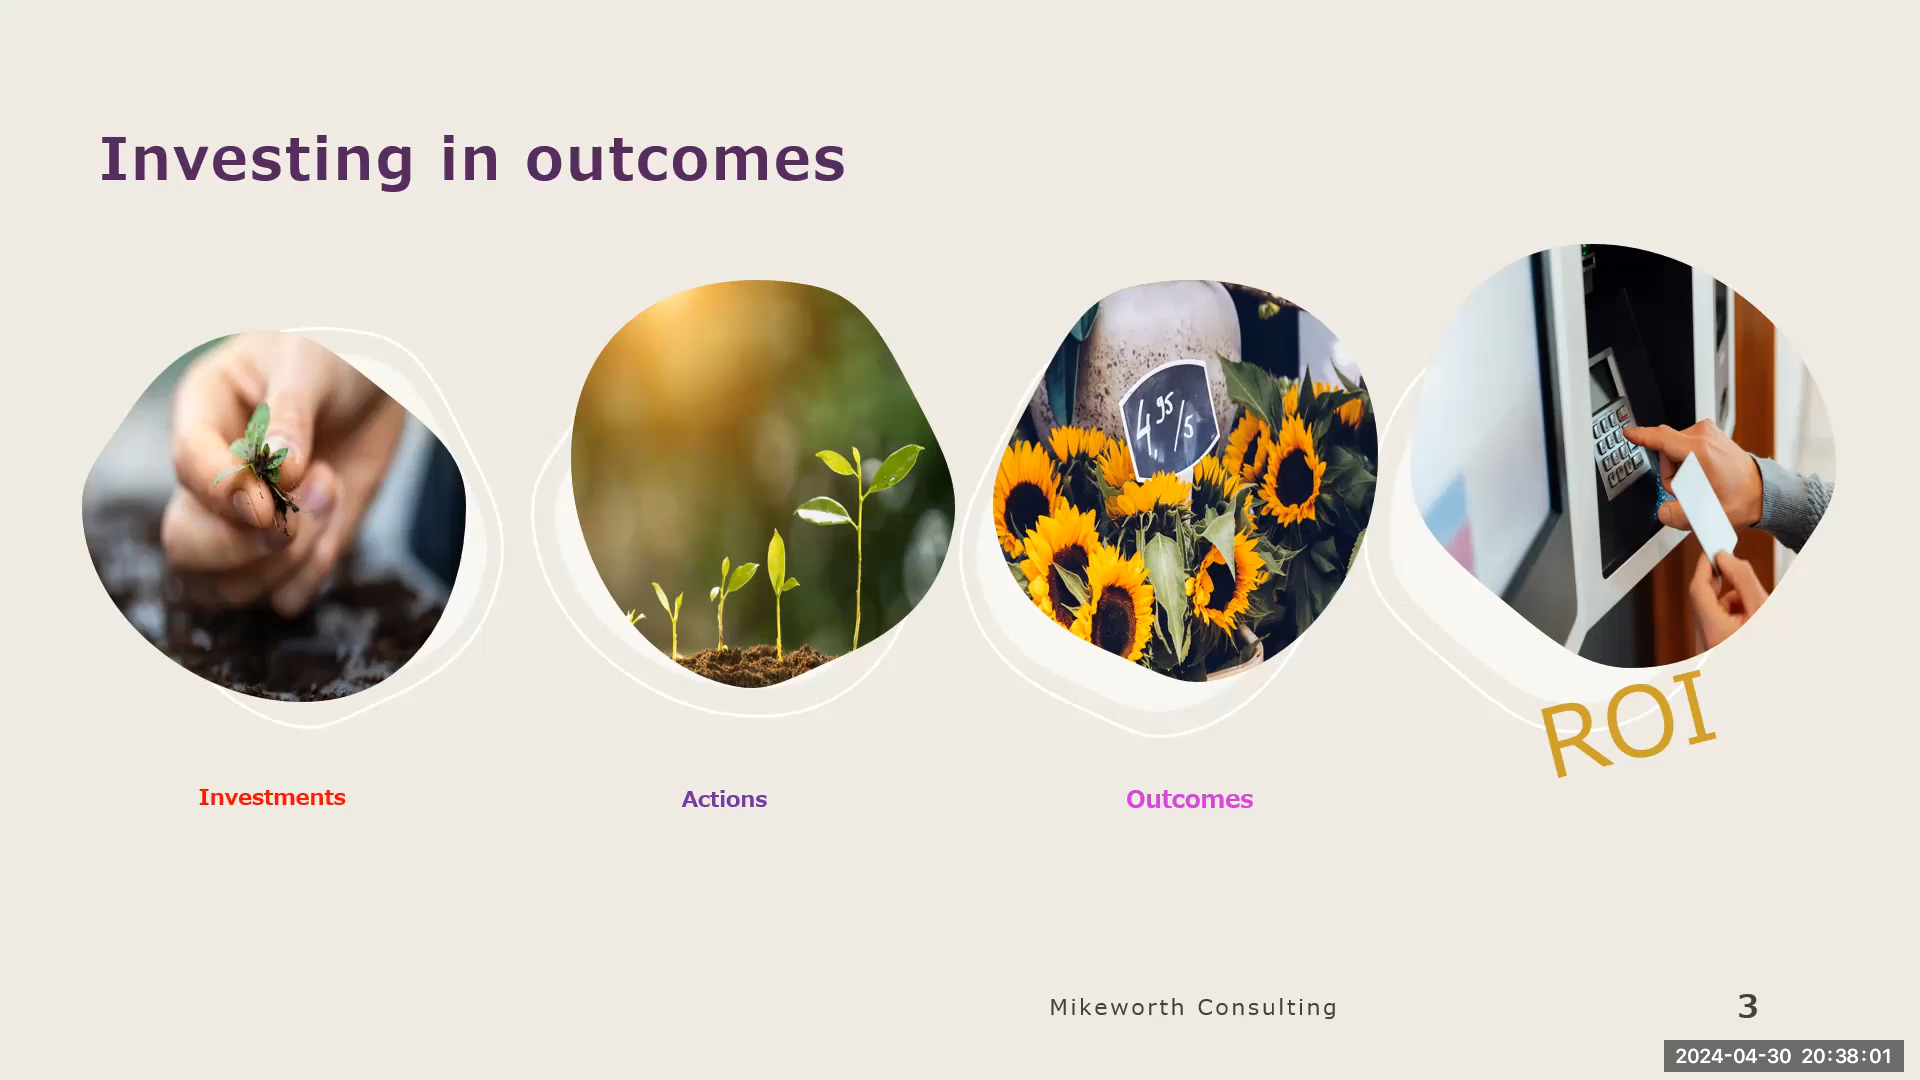 Investing in outcomes
4 95/5
ROI
Investments
Actions
Outcomes
Mikeworth Consulting
3
2024-04-30 20:38:01